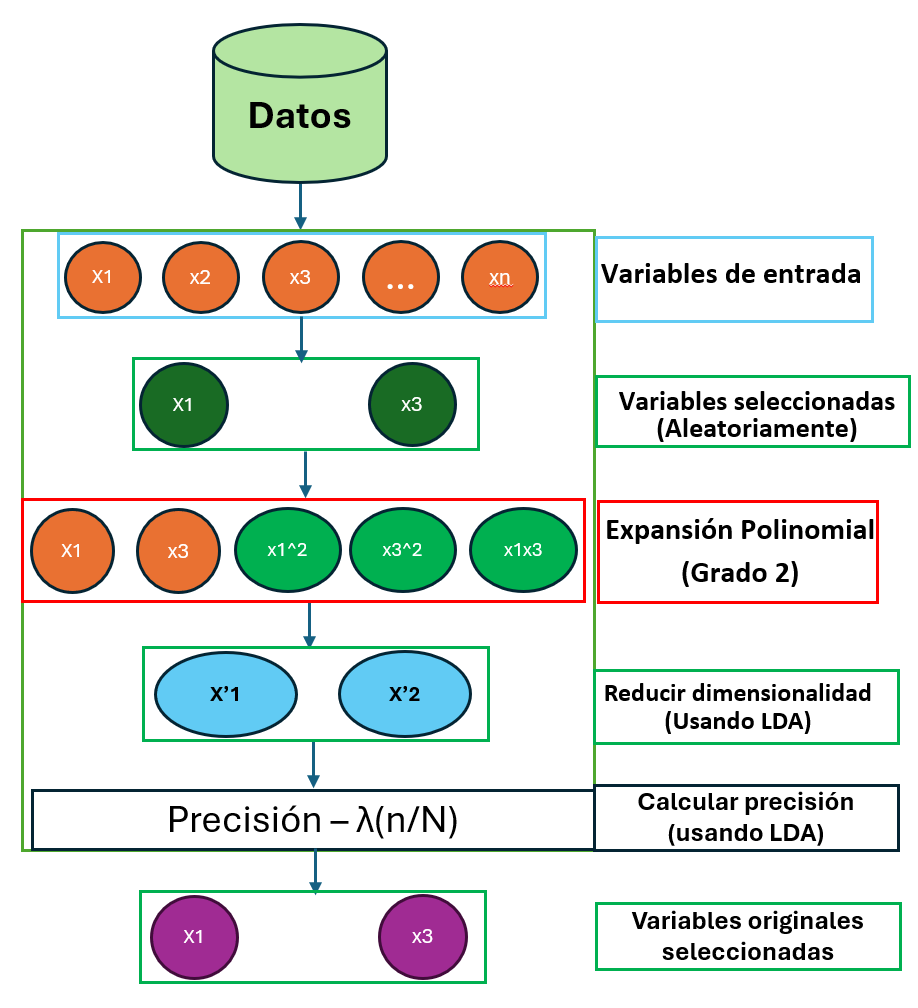 Datos
X1 x2 x3 ... xn
Variables de entrada
X1 x3
Variables seleccionadas
(Aleatoriamente)
X1 x3 x1^2 x3^2 x1x3
Expansión Polinomial
(Grado 2)
X’1 X’2
Reducir dimensionalidad
(Usando LDA)
Precisión – λ(n/N)
Calcular precisión
(usando LDA)
X1 x3
Variables originales
seleccionadas